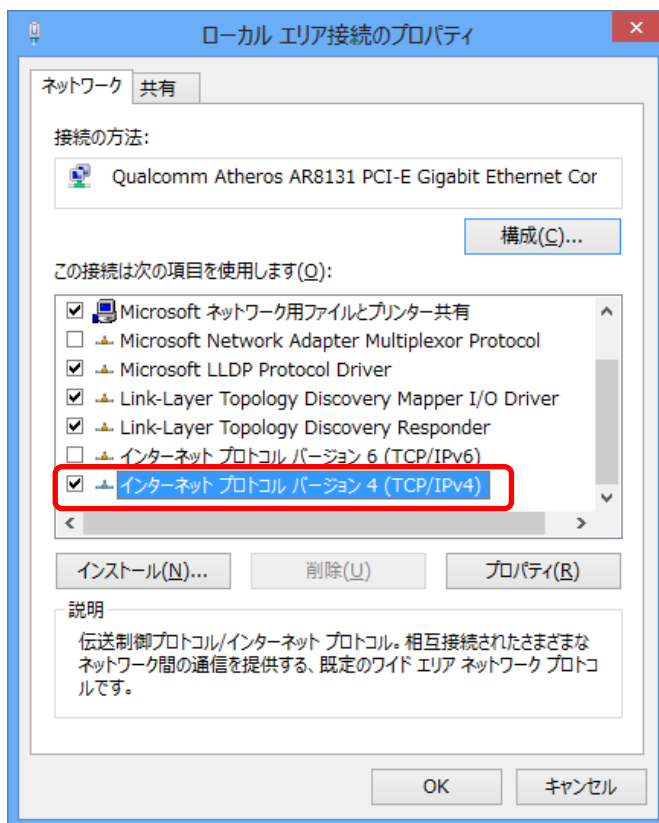 ローカル エリア接続のプロパティ
ネットワーク 共有
接続の方法:
Qualcomm Atheros AR8131 PCI-E Gigabit Ethernet Cor
構成(C)...
この接続は次の項目を使用します(O):
Microsoft ネットワーク用ファイルとプリンター共有
Microsoft Network Adapter Multiplexor Protocol
Microsoft LLDP Protocol Driver
Link-Layer Topology Discovery Mapper I/O Driver
Link-Layer Topology Discovery Responder
インターネット プロトコル バージョン 6 (TCP/IPv6)
インターネット プロトコル バージョン 4 (TCP/IPv4)
インストール(N)... 削除(U) プロパティ(R)
説明
伝送制御プロトコル/インターネット プロトコル。相互接続されたさまざまな
ネットワーク間の通信を提供する、既定のワイド エリア ネットワーク プロトコ
ルです。
OK キャンセル